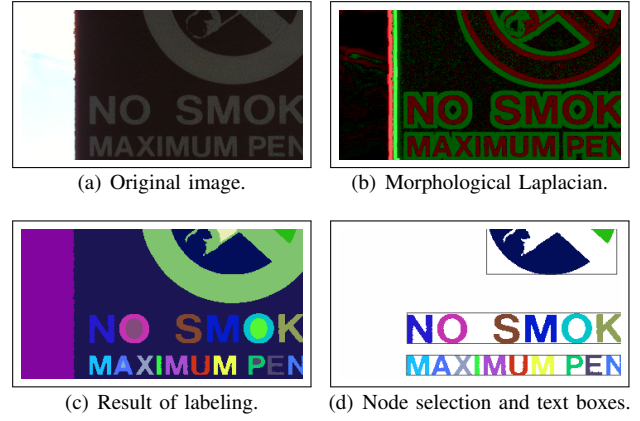 NO SMOK
MAXIMUM PEN
NO SMOK
MAXIMUM PEN
(a) Original image.
(b) Morphological Laplacian.
NO SMOK
MAXIMUM PEN
NO SMOK
MAXIMUM PEN
(c) Result of labeling.
(d) Node selection and text boxes.